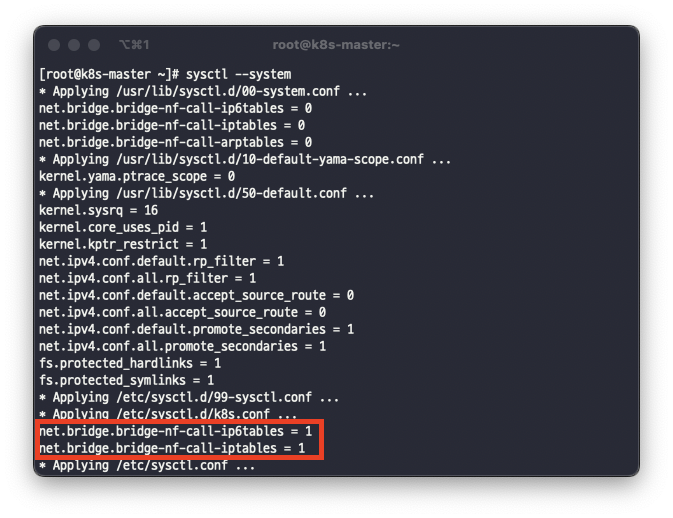 ⌥⌘1
root@k8s-master:~
[root@k8s-master ~]# sysctl --system
* Applying /usr/lib/sysctl.d/00-system.conf ...
net.bridge.bridge-nf-call-ip6tables = 0
net.bridge.bridge-nf-call-iptables = 0
net.bridge.bridge-nf-call-arptables = 0
* Applying /usr/lib/sysctl.d/10-default-yama-scope.conf ...
kernel.yama.ptrace_scope = 0
* Applying /usr/lib/sysctl.d/50-default.conf ...
kernel.sysrq = 16
kernel.core_uses_pid = 1
kernel.kptr_restrict = 1
net.ipv4.conf.default.rp_filter = 1
net.ipv4.conf.all.rp_filter = 1
net.ipv4.conf.default.accept_source_route = 0
net.ipv4.conf.all.accept_source_route = 0
net.ipv4.conf.default.promote_secondaries = 1
net.ipv4.conf.all.promote_secondaries = 1
fs.protected_hardlinks = 1
fs.protected_symlinks = 1
* Applying /etc/sysctl.d/99-sysctl.conf ...
* Applying /etc/sysctl.d/k8s.conf ...
net.bridge.bridge-nf-call-ip6tables = 1
net.bridge.bridge-nf-call-iptables = 1
* Applying /etc/sysctl.conf ...